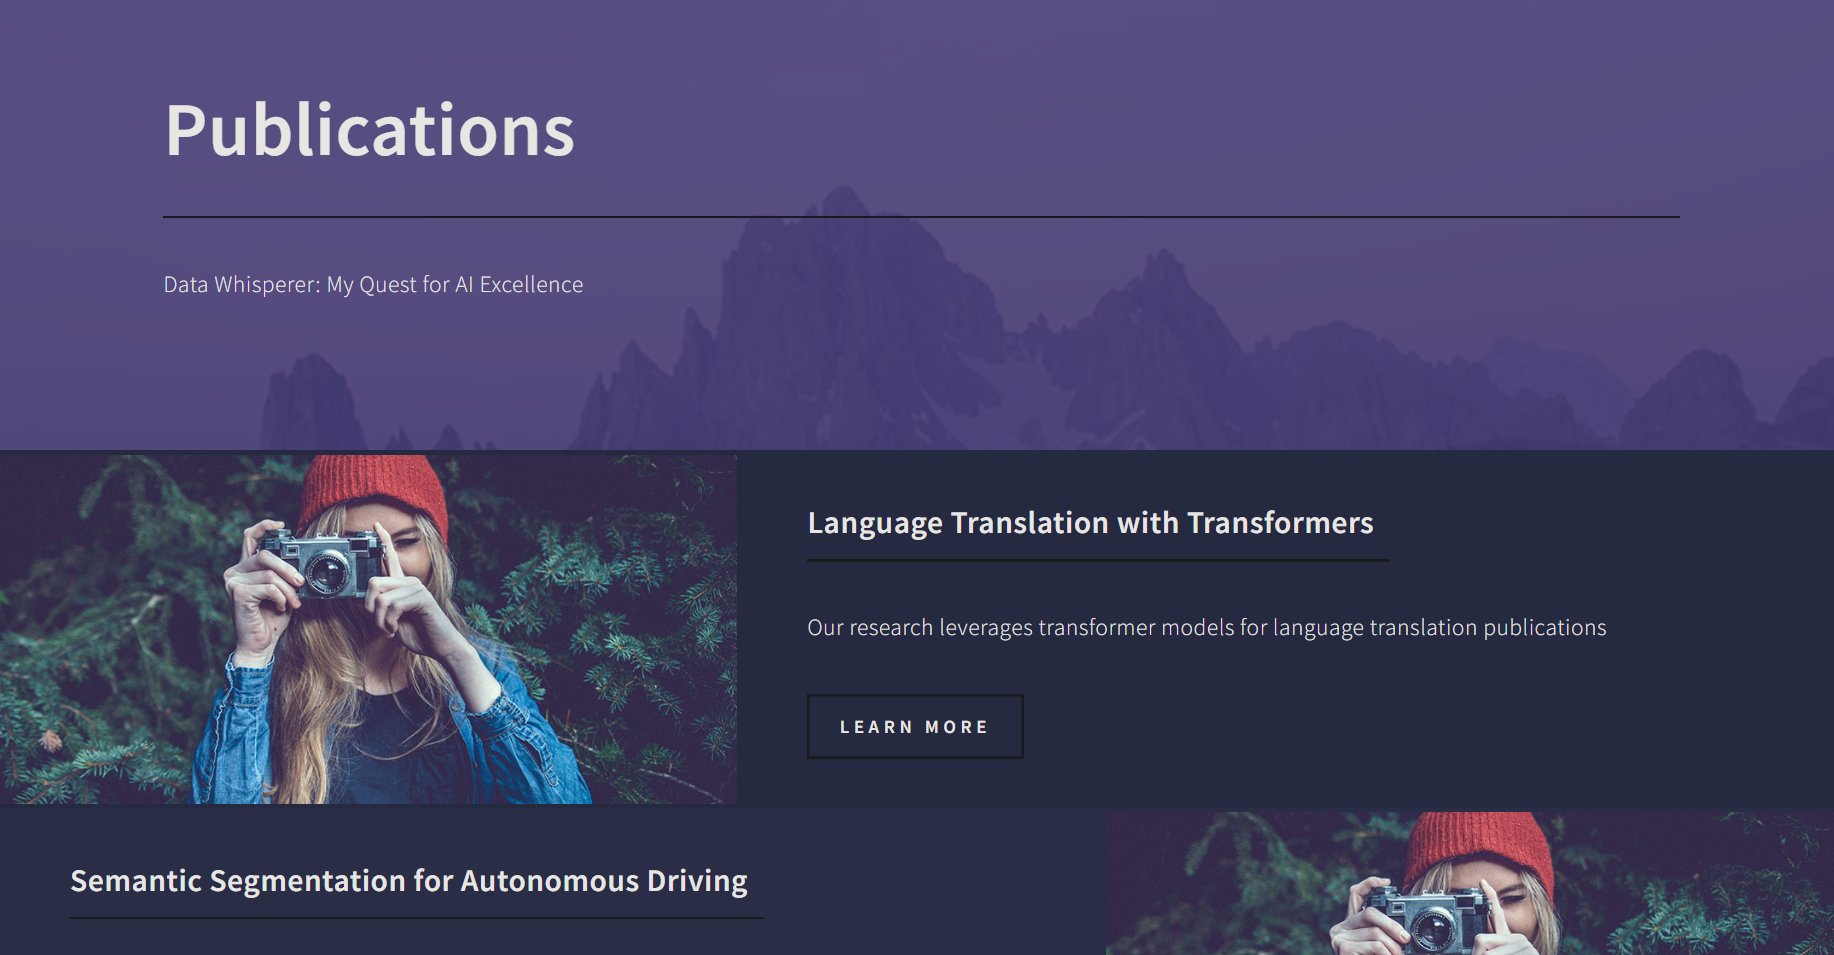 Publications
Data Whisperer: My Quest for AI Excellence
Language Translation with Transformers
Our research leverages transformer models for language translation publications
LEARN MORE
Semantic Segmentation for Autonomous Driving